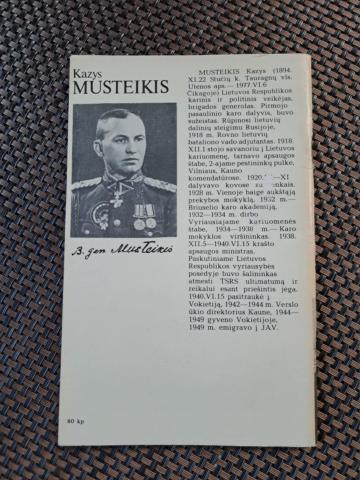 Kazys
MUSTEIKIS
B. gen Musteikis
MUSTEIKIS Kazys (1894.
XI.22 Stučių k. Tauragnų vls.
Utenos aps.— 1977.VI.6
Čikagoje) Lietuvos Respublikos
karinis ir politinis veikėjas,
brigados generolas. Pirmojo
pasaulinio karo dalyvis, buvo
sužeistas. Rūpinosi lietuvių
dalinių steigimu Rusijoje,
1918 m. Rovno lietuvių
bataliono vado adjutantas. 1918.
XII.1 stojo savanoriu į Lietuvos
kariuomenę, tarnavo apsaugos
štabe, 2-ajame pėstininkų pulke,
Vilniaus, Kauno
komendatūrose. 1920. —XI
dalyvavo kovose su lenkais.
1928 m. Vienoje baigė aukštąją
prekybos mokyklą, 1932 m.—
Briuselio karo akademiją,
1932—1934 m. dirbo
Vyriausiajame kariuomenės
štabe, 1934—1938 m.— Karo
mokyklos viršininkas. 1938.
XII.5—1940.VI.15 krašto
apsaugos ministras.
Paskutiniame Lietuvos
Respublikos vyriausybės
posėdyje buvo šalininkas
atmesti TSRS ultimatumą ir
reikalui esant priešintis jėga.
1940.VI.15 pasitraukė į
Vokietiją, 1942—1944 m. Verslo
ūkio direktorius Kaune, 1944—
1949 gyveno Vokietijoje,
1949 m. emigravo į JAV.
80 kp